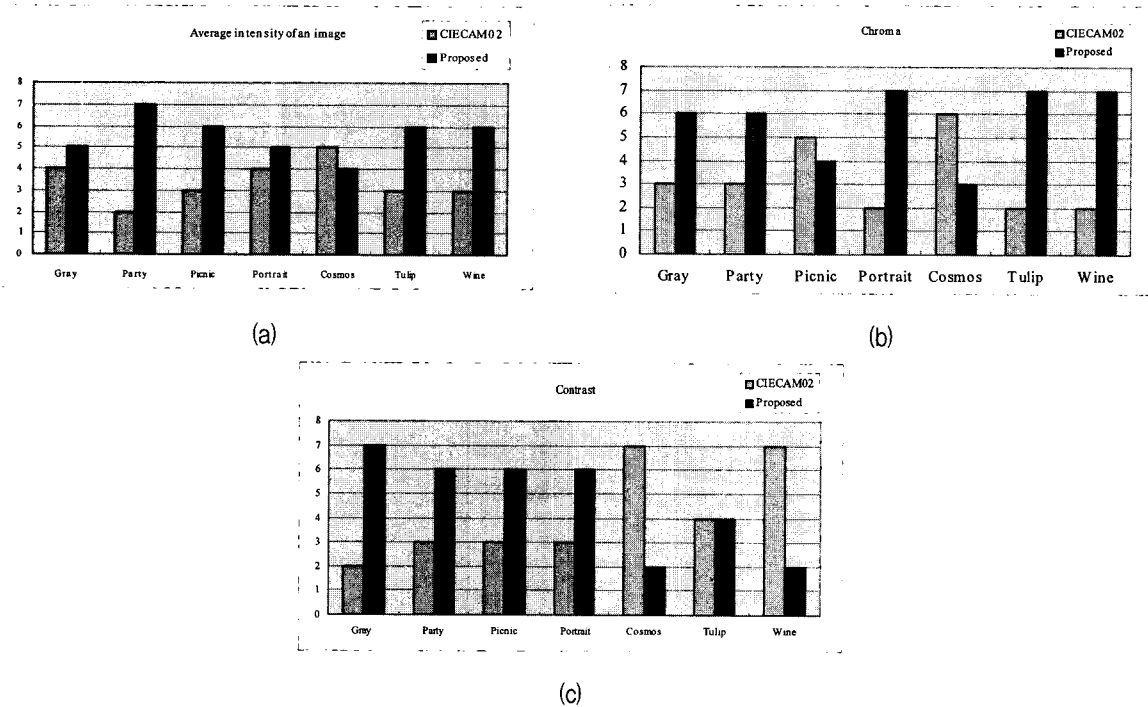 Average intensity of an image
CIECAM02
Proposed
8
7
6
5
4
3
2
1
0
Gray Party Picnic Portrait Cosmos Tulip Wine
(a)
Chroma
CIECAM02
Proposed
8
7
6
5
4
3
2
1
0
Gray Party Picnic Portrait Cosmos Tulip Wine
(b)
Contrast
CIECAM02
Proposed
8
7
6
5
4
3
2
1
0
Gray Party Picnic Portrait Cosmos Tulip Wine
(c)